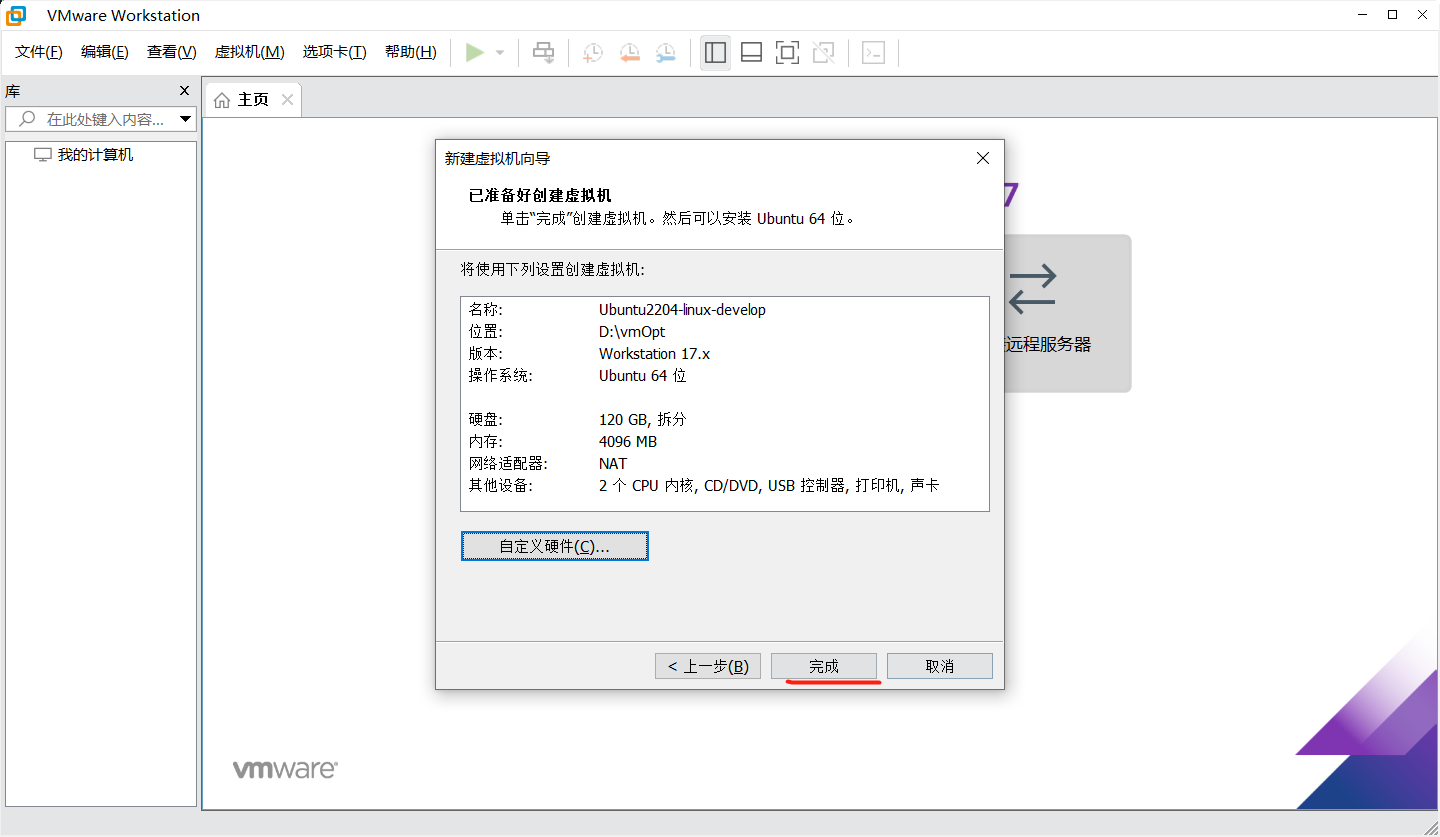 VMware Workstation
文件(F) 编辑(E) 查看(V) 虚拟机(M) 选项卡(T) 帮助(H)
库
在此处键入内容...
我的计算机
主页
7
远程服务器
新建虚拟机向导
已准备好创建虚拟机
单击“完成”创建虚拟机。然后可以安装 Ubuntu 64 位。
将使用下列设置创建虚拟机:
名称: Ubuntu2204-linux-develop
位置: D:\vmOpt
版本: Workstation 17.x
操作系统: Ubuntu 64 位
硬盘: 120 GB, 拆分
内存: 4096 MB
网络适配器: NAT
其他设备: 2 个 CPU 内核, CD/DVD, USB 控制器, 打印机, 声卡
自定义硬件(C)...
< 上一步(B) 完成 取消
vmware